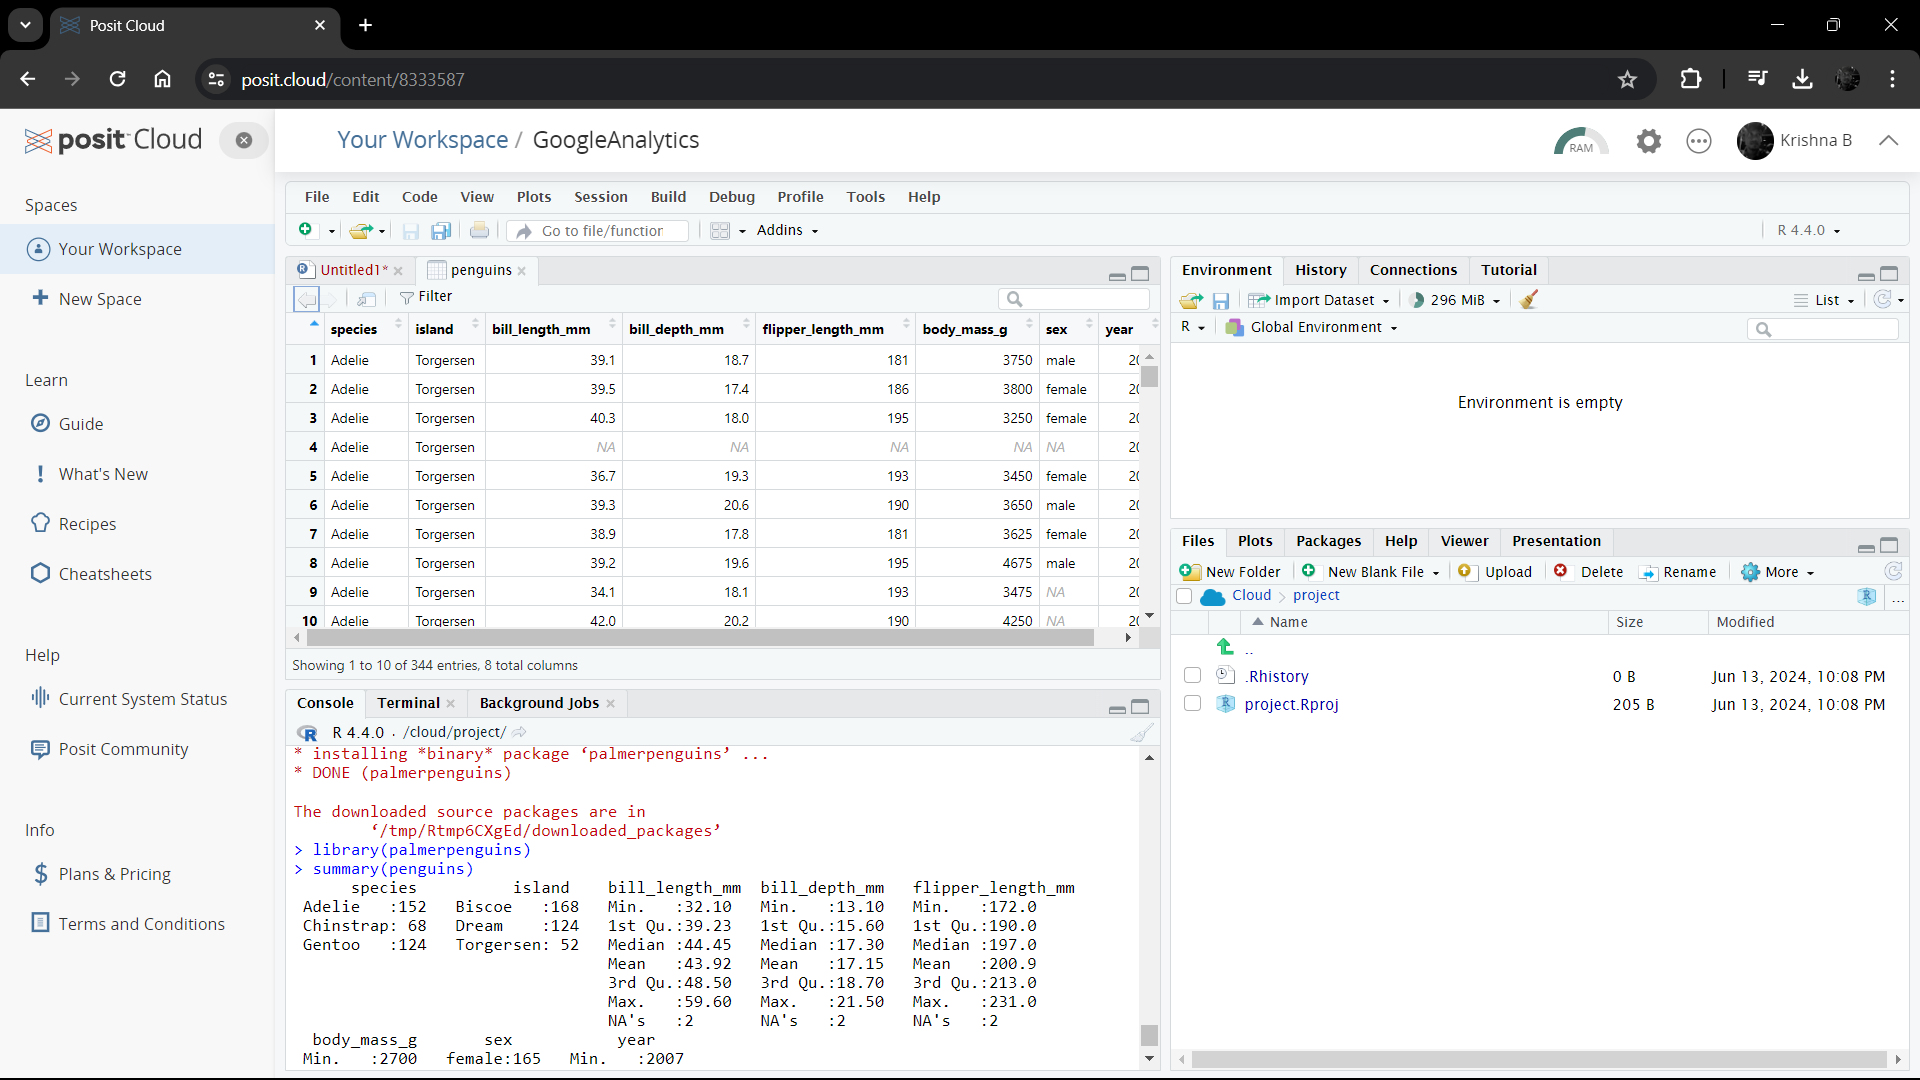 Posit Cloud
posit.cloud/content/8333587
posit Cloud
Your Workspace / GoogleAnalytics
RAM
Krishna B
Spaces
Your Workspace
New Space
Learn
Guide
What's New
Recipes
Cheatsheets
Help
Current System Status
Posit Community
Info
Plans & Pricing
Terms and Conditions
File Edit Code View Plots Session Build Debug Profile Tools Help
Go to file/function Addins R 4.4.0
Untitled1* penguins
Filter
species island bill_length_mm bill_depth_mm flipper_length_mm body_mass_g sex year
1 Adelie Torgersen 39.1 18.7 181 3750 male 20
2 Adelie Torgersen 39.5 17.4 186 3800 female 20
3 Adelie Torgersen 40.3 18.0 195 3250 female 20
4 Adelie Torgersen NA NA NA NA NA 20
5 Adelie Torgersen 36.7 19.3 193 3450 female 20
6 Adelie Torgersen 39.3 20.6 190 3650 male 20
7 Adelie Torgersen 38.9 17.8 181 3625 female 20
8 Adelie Torgersen 39.2 19.6 195 4675 male 20
9 Adelie Torgersen 34.1 18.1 193 3475 NA 20
10 Adelie Torgersen 42.0 20.2 190 4250 NA 20
Showing 1 to 10 of 344 entries, 8 total columns
Console Terminal Background Jobs
R 4.4.0 · /cloud/project/
* installing *binary* package ‘palmerpenguins’ ...
* DONE (palmerpenguins)
The downloaded source packages are in
‘/tmp/Rtmp6CXgEd/downloaded_packages’
> library(palmerpenguins)
> summary(penguins)
species island bill_length_mm bill_depth_mm flipper_length_mm
Adelie :152 Biscoe :168 Min. :32.10 Min. :13.10 Min. :172.0
Chinstrap: 68 Dream :124 1st Qu.:39.23 1st Qu.:15.60 1st Qu.:190.0
Gentoo :124 Torgersen: 52 Median :44.45 Median :17.30 Median :197.0
Mean :43.92 Mean :17.15 Mean :200.9
3rd Qu.:48.50 3rd Qu.:18.70 3rd Qu.:213.0
Max. :59.60 Max. :21.50 Max. :231.0
NA's :2 NA's :2 NA's :2
body_mass_g sex year
Min. :2700 female:165 Min. :2007
Environment History Connections Tutorial
Import Dataset 296 MiB List
R Global Environment
Environment is empty
Files Plots Packages Help Viewer Presentation
New Folder New Blank File Upload Delete Rename More
Cloud > project ...
Name Size Modified
..
.Rhistory 0 B Jun 13, 2024, 10:08 PM
project.Rproj 205 B Jun 13, 2024, 10:08 PM